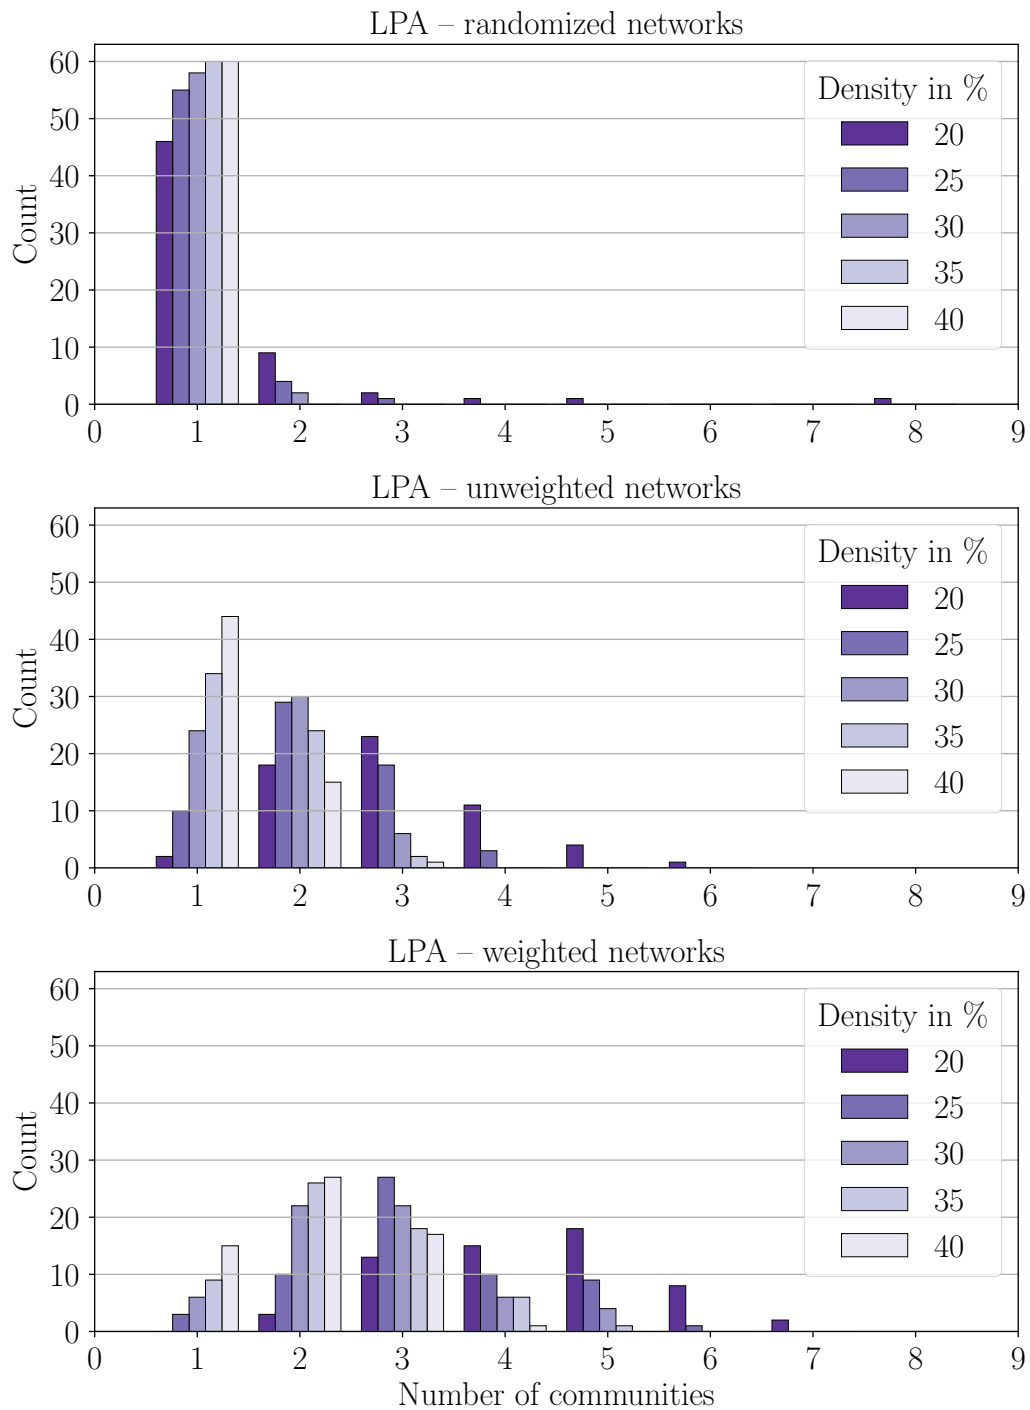 LPA – randomized networks
60
50
40
30
20
10
0
Count
0 1 2 3 4 5 6 7 8 9
Density in %
20
25
30
35
40
LPA – unweighted networks
60
50
40
30
20
10
0
Count
0 1 2 3 4 5 6 7 8 9
Density in %
20
25
30
35
40
LPA – weighted networks
60
50
40
30
20
10
0
Count
0 1 2 3 4 5 6 7 8 9
Number of communities
Density in %
20
25
30
35
40